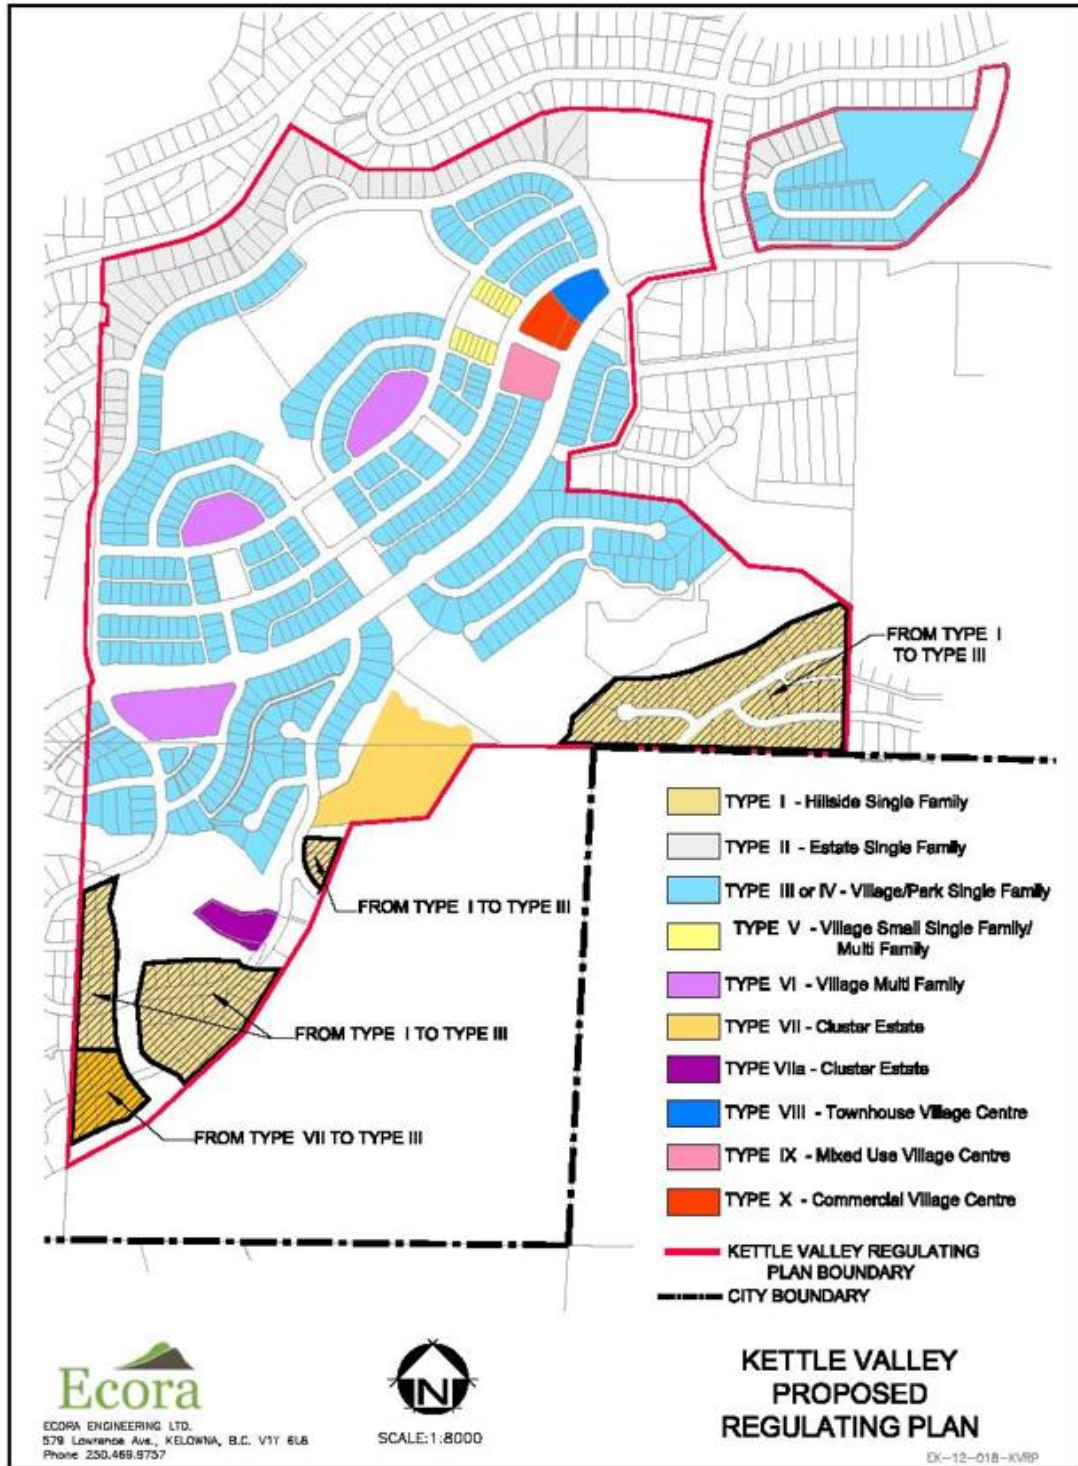 FROM TYPE I
TO TYPE III
TYPE I - Hillside Single Family
TYPE II - Estate Single Family
TYPE III or IV - Village/Park Single Family
TYPE V - Village Small Single Family/
Multi Family
TYPE VI - Village Multi Family
TYPE VII - Cluster Estate
TYPE VIIa - Cluster Estate
TYPE VIII - Townhouse Village Centre
TYPE IX - Mixed Use Village Centre
TYPE X - Commercial Village Centre
KETTLE VALLEY REGULATING
PLAN BOUNDARY
CITY BOUNDARY
FROM TYPE I TO TYPE III
FROM TYPE I TO TYPE III
FROM TYPE VII TO TYPE III
Ecora
ECORA ENGINEERING LTD.
579 Lawrence Ave., KELOWNA, B.C. V1Y 6L8
Phone 250.469.9757
N
SCALE:1:8000
KETTLE VALLEY
PROPOSED
REGULATING PLAN
EK-12-018-KVRP